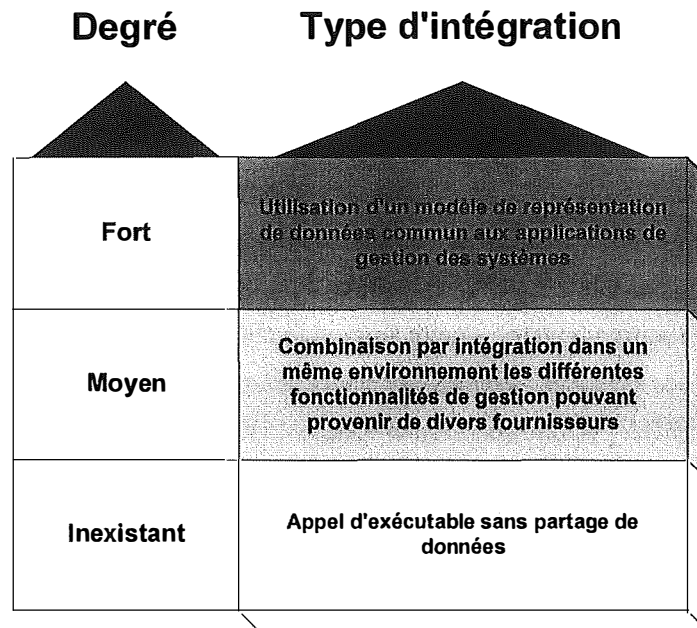 Degré
Type d'intégration
Fort
Utilisation d'un modèle de représentation
de données commun aux applications de
gestion des systèmes
Moyen
Combinaison par intégration dans un
même environnement les différentes
fonctionnalités de gestion pouvant
provenir de divers fournisseurs
Inexistant
Appel d'exécutable sans partage de
données